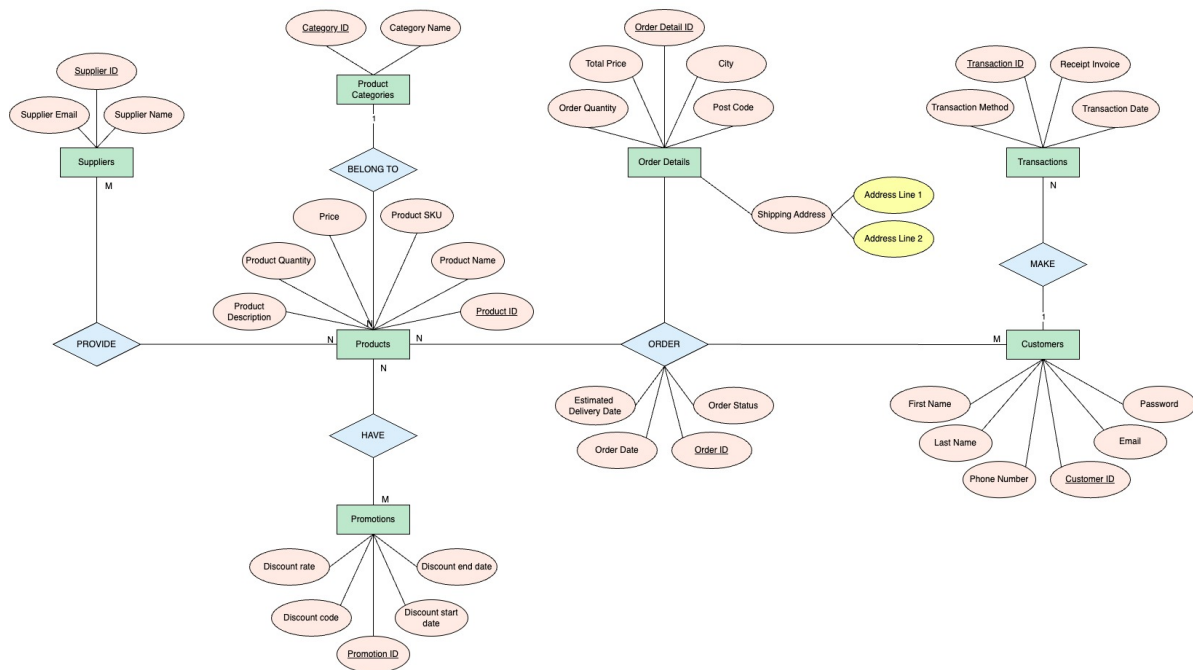 Category ID
Category Name
Product
Categories
1
BELONG TO
Supplier ID
Supplier Email
Supplier Name
Suppliers
M
PROVIDE
Price
Product SKU
Product Quantity
Product Name
Product
Description
Product ID
N
N
Products
N
N
HAVE
M
Promotions
Discount rate
Discount end date
Discount code
Discount start
date
Promotion ID
Order Detail ID
Total Price
City
Order Quantity
Post Code
Order Details
Shipping Address
Address Line 1
Address Line 2
ORDER
Estimated
Delivery Date
Order Status
Order Date
Order ID
Transaction ID
Receipt Invoice
Transaction Method
Transaction Date
Transactions
N
MAKE
1
M
Customers
First Name
Password
Last Name
Email
Phone Number
Customer ID